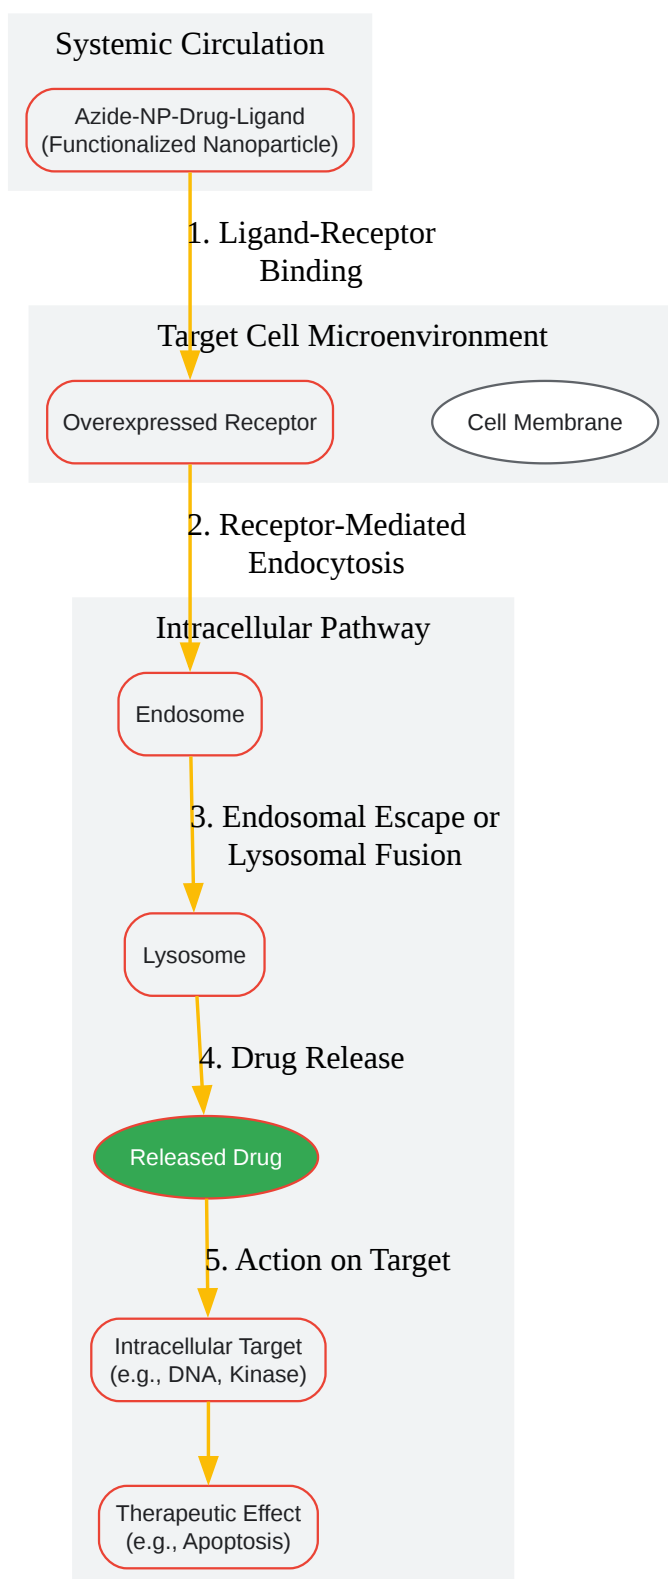 Systemic Circulation
Azide-NP-Drug-Ligand
(Functionalized Nanoparticle)
1. Ligand-Receptor
Binding
Target Cell Microenvironment
Overexpressed Receptor
Cell Membrane
2. Receptor-Mediated
Endocytosis
Intracellular Pathway
Endosome
3. Endosomal Escape or
Lysosomal Fusion
Lysosome
4. Drug Release
Released Drug
5. Action on Target
Intracellular Target
(e.g., DNA, Kinase)
Therapeutic Effect
(e.g., Apoptosis)